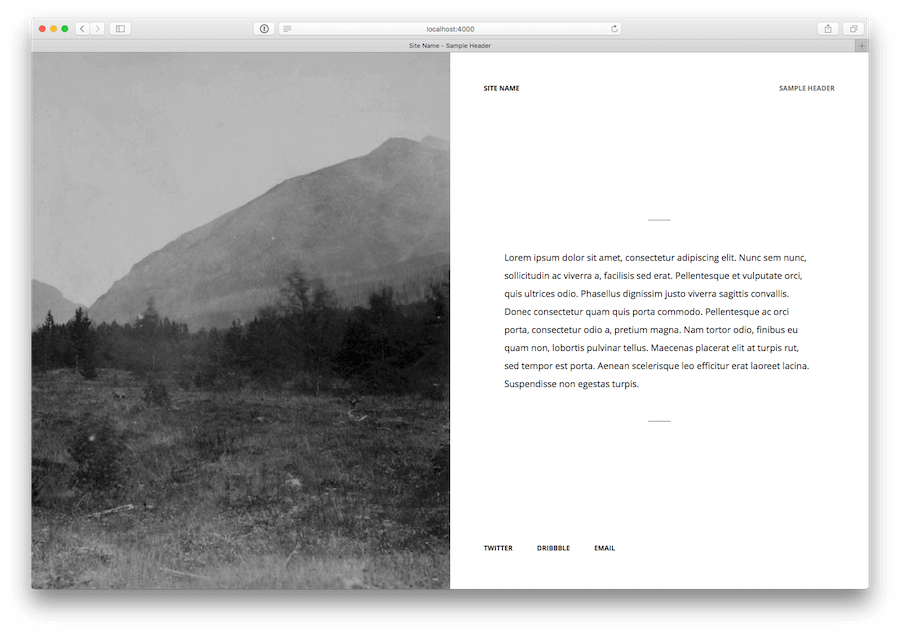 localhost:4000
Site Name - Sample Header
SITE NAME
SAMPLE HEADER
Lorem ipsum dolor sit amet, consectetur adipiscing elit. Nunc sem nunc,
sollicitudin ac viverra a, facilisis sed erat. Pellentesque et vulputate orci,
quis ultrices odio. Phasellus dignissim justo viverra sagittis convallis.
Donec consectetur quam quis porta commodo. Pellentesque ac orci
porta, consectetur odio a, pretium magna. Nam tortor odio, finibus eu
quam non, lobortis pulvinar tellus. Maecenas placerat elit at turpis rut,
sed tempor est porta. Aenean scelerisque leo efficitur erat laoreet lacina.
Suspendisse non egestas turpis.
TWITTER
DRIBBBLE
EMAIL